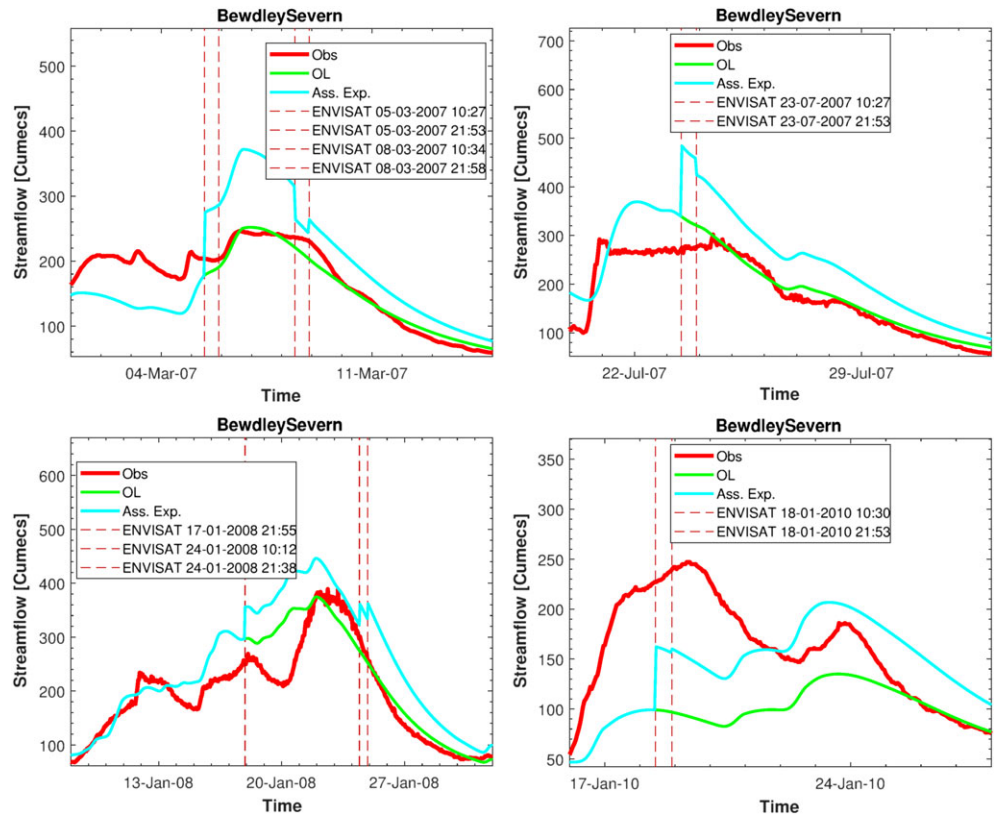 BewdleySevern
500
400
300
200
100
Streamflow [Cumecs]
Obs
OL
Ass. Exp.
ENVISAT 05-03-2007 10:27
ENVISAT 05-03-2007 21:53
ENVISAT 08-03-2007 10:34
ENVISAT 08-03-2007 21:58
04-Mar-07
11-Mar-07
Time
BewdleySevern
700
600
500
400
300
200
100
Streamflow [Cumecs]
Obs
OL
Ass. Exp.
ENVISAT 23-07-2007 10:27
ENVISAT 23-07-2007 21:53
22-Jul-07
29-Jul-07
Time
BewdleySevern
600
500
400
300
200
100
Streamflow [Cumecs]
Obs
OL
Ass. Exp.
ENVISAT 17-01-2008 21:55
ENVISAT 24-01-2008 10:12
ENVISAT 24-01-2008 21:38
13-Jan-08
20-Jan-08
27-Jan-08
Time
BewdleySevern
350
300
250
200
150
100
50
Streamflow [Cumecs]
Obs
OL
Ass. Exp.
ENVISAT 18-01-2010 10:30
ENVISAT 18-01-2010 21:53
17-Jan-10
24-Jan-10
Time